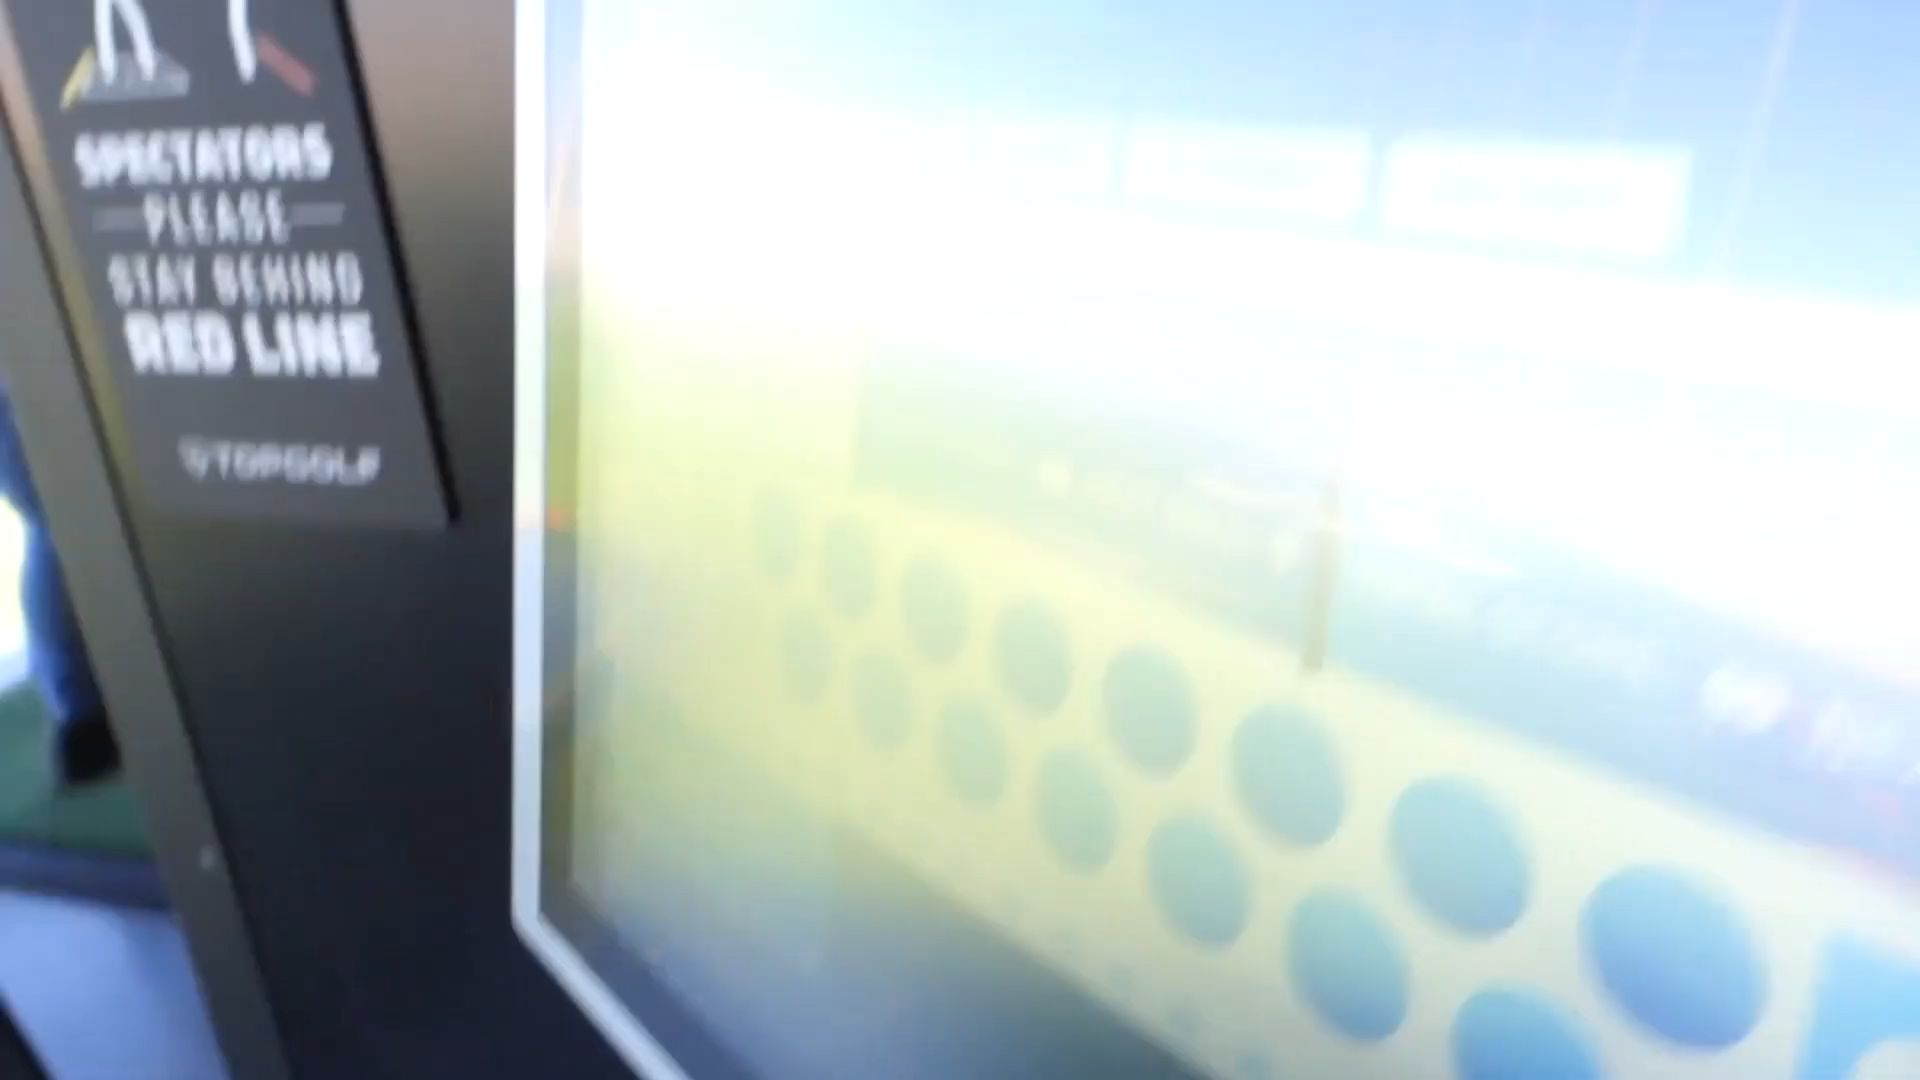 SPECTATORS
PLEASE
STAY BEHIND
RED LINE
TOPGOLF